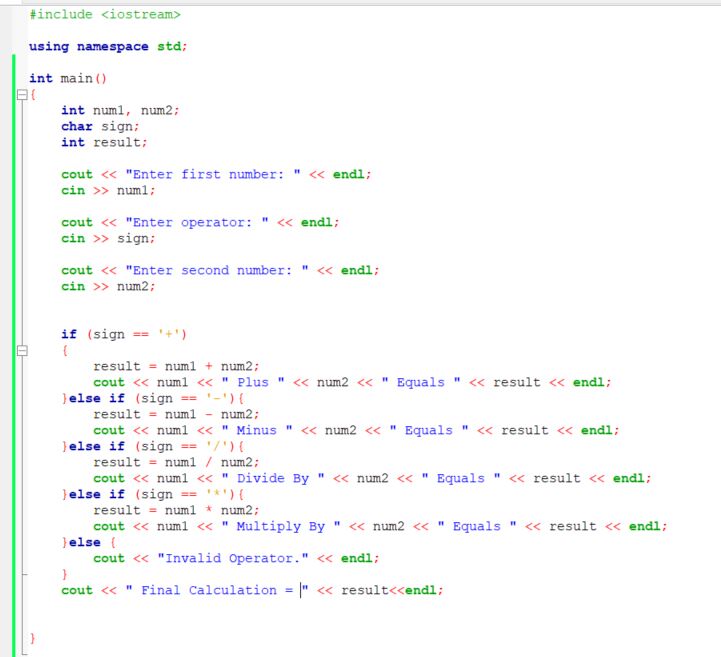 #include <iostream>
using namespace std;
int main()
{
int num1, num2;
char sign;
int result;
cout << "Enter first number: " << endl;
cin >> num1;
cout << "Enter operator: " << endl;
cin >> sign;
cout << "Enter second number: " << endl;
cin >> num2;
if (sign == '+')
{
result = num1 + num2;
cout << num1 << " Plus " << num2 << " Equals " << result << endl;
}else if (sign == '-'){
result = num1 - num2;
cout << num1 << " Minus " << num2 << " Equals " << result << endl;
}else if (sign == '/'){
result = num1 / num2;
cout << num1 << " Divide By " << num2 << " Equals " << result << endl;
}else if (sign == '*'){
result = num1 * num2;
cout << num1 << " Multiply By " << num2 << " Equals " << result << endl;
}else {
cout << "Invalid Operator." << endl;
}
cout << " Final Calculation = " << result<<endl;
}